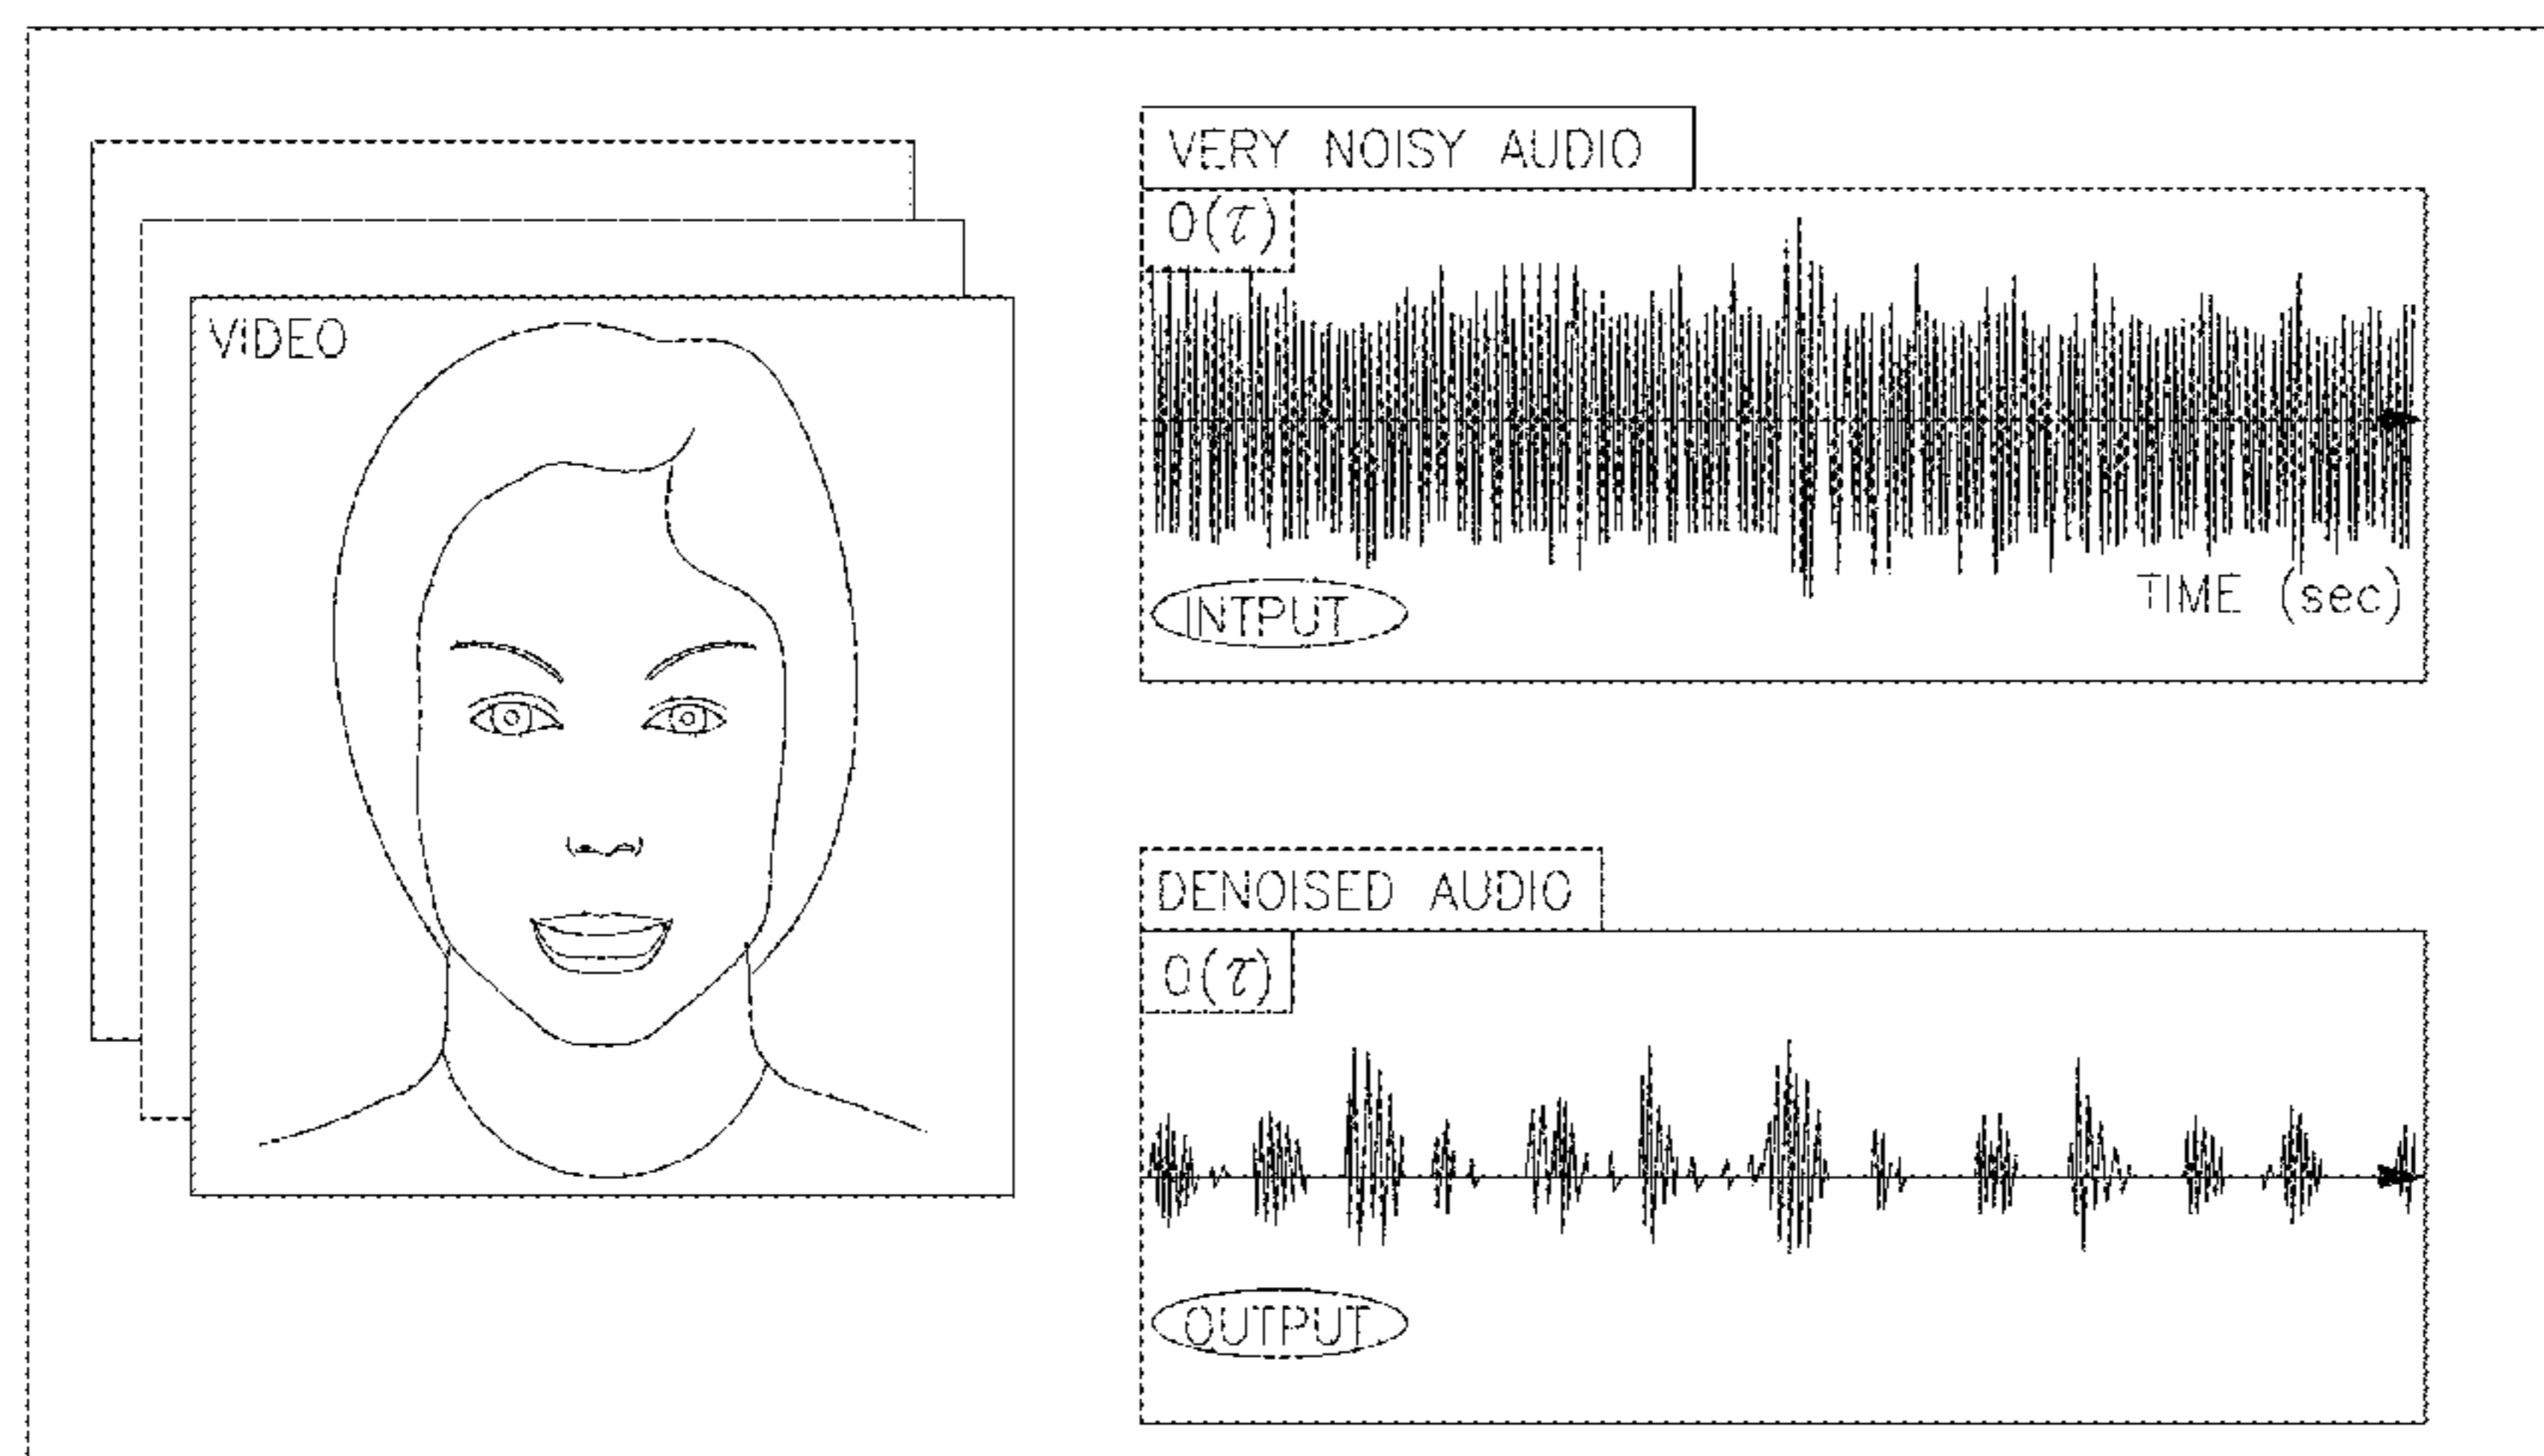 VIDEO
VERY NOISY AUDIO
0(τ)
INTPUT
TIME (sec)
DENOISED AUDIO
0(τ)
OUTPUT